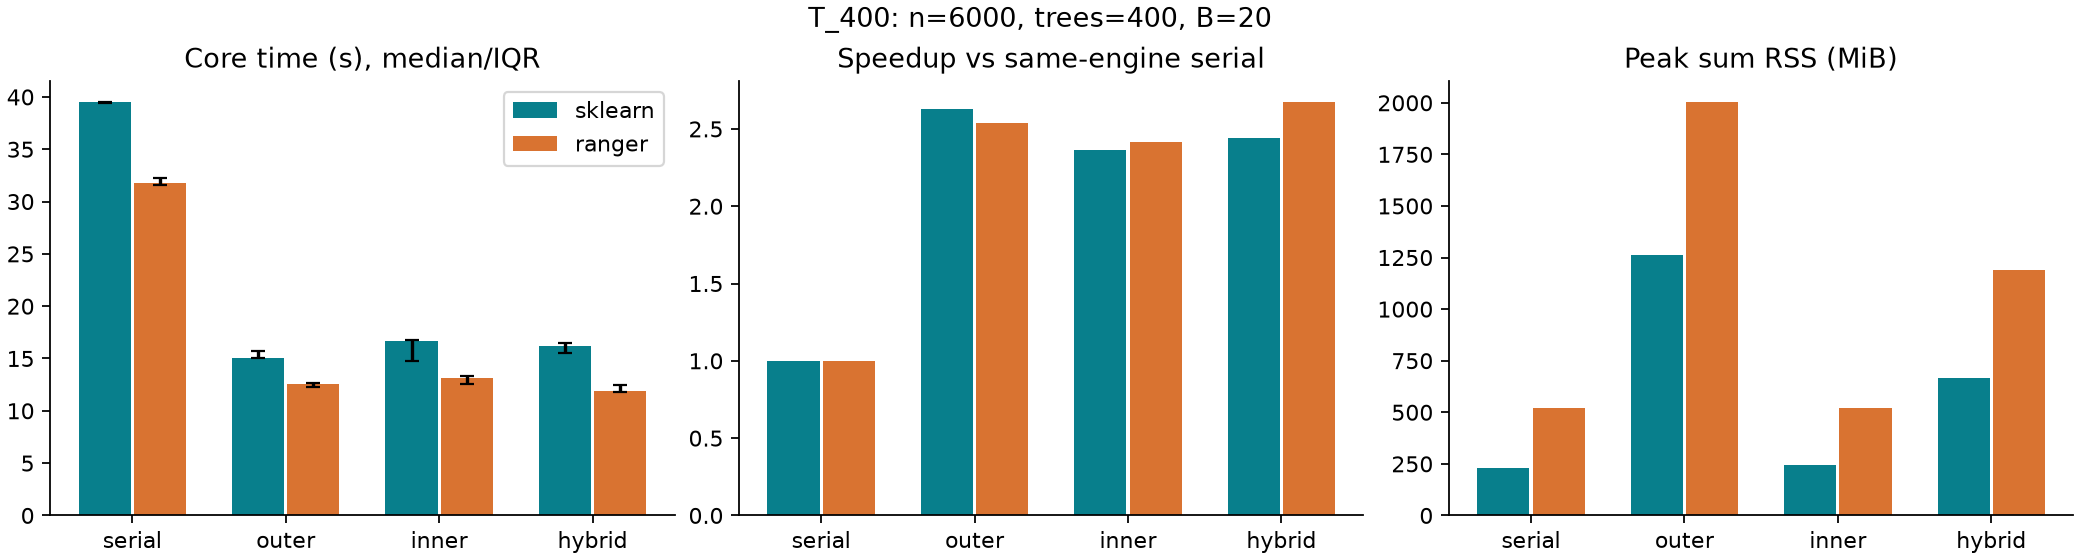 T_400: n=6000, trees=400, B=20
Core time (s), median/IQR
40
35
30
25
20
15
10
5
0
sklearn
ranger
serial outer inner hybrid
Speedup vs same-engine serial
2.5
2.0
1.5
1.0
0.5
0.0
serial outer inner hybrid
Peak sum RSS (MiB)
2000
1750
1500
1250
1000
750
500
250
0
serial outer inner hybrid